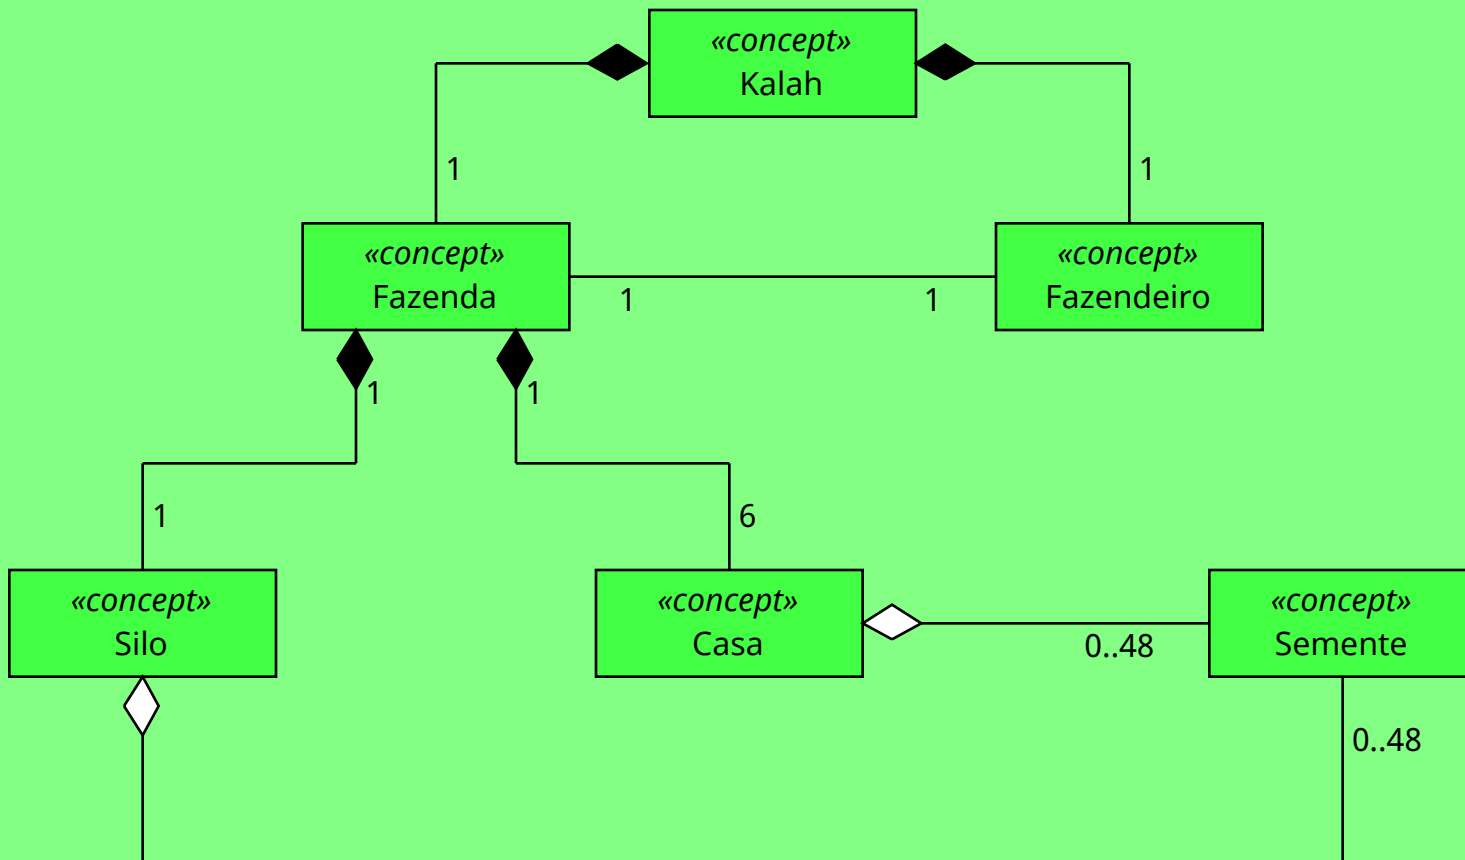 «concept»
Kalah
1
1
«concept»
Fazenda
«concept»
Fazendeiro
1
1
1
1
1
6
«concept»
Silo
«concept»
Casa
«concept»
Semente
0..48
0..48